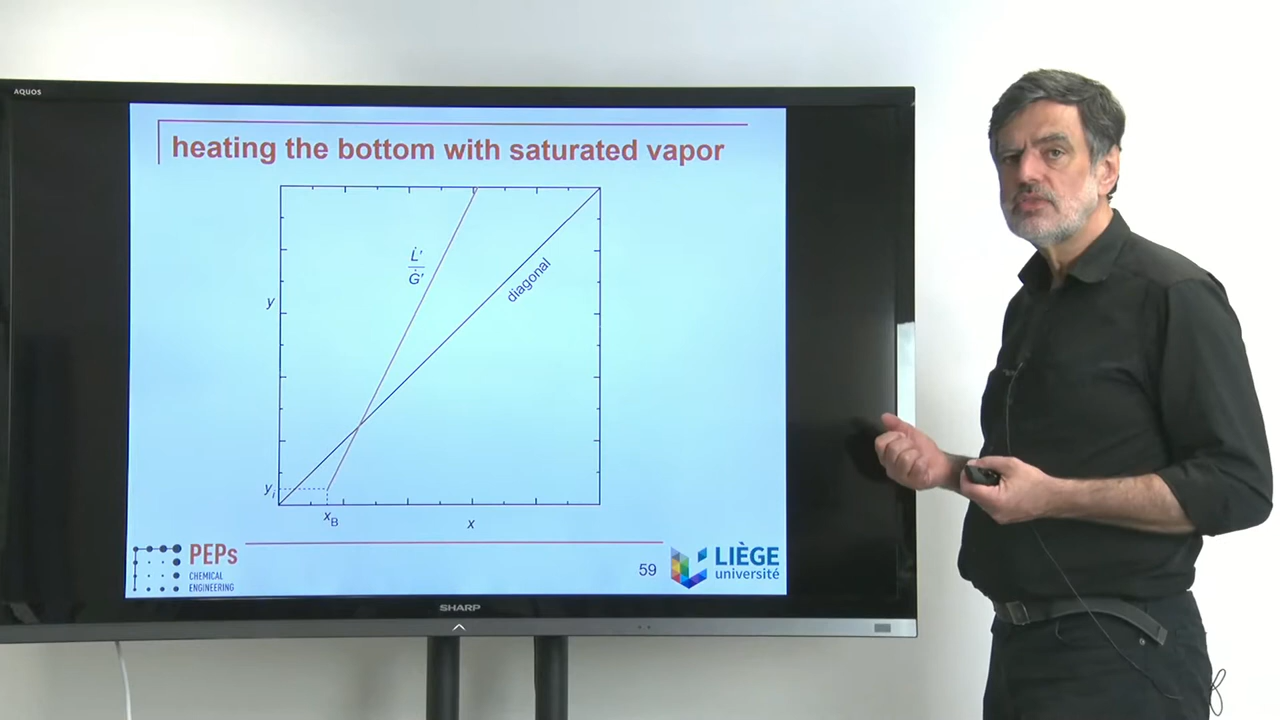 AQUOS
heating the bottom with saturated vapor
L̇'
Ġ'
diagonal
y
yi
xB
x
PEPs
CHEMICAL
ENGINEERING
59
LIÈGE
université
SHARP